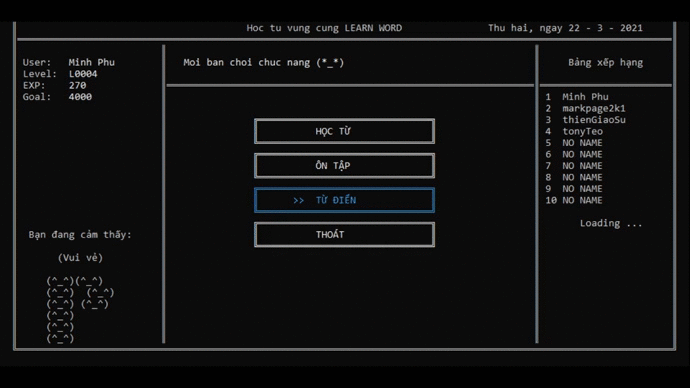 Hoc tu vung cung LEARN WORD
Thu hai, ngay 22 - 3 - 2021
User: Minh Phu
Level: L0004
EXP: 270
Goal: 4000
Moi ban choi chuc nang (*_*)
HỌC TỪ
ÔN TẬP
>> TỪ ĐIỂN
THOÁT
Bạn đang cảm thấy:
(Vui vẻ)
(^_^)(^_^)
(^_^) (^_^)
(^_^) (^_^)
(^_^)
(^_^)
(^_^)
Bảng xếp hạng
1 Minh Phu
2 markpage2k1
3 thienGiaoSu
4 tonyTeo
5 NO NAME
6 NO NAME
7 NO NAME
8 NO NAME
9 NO NAME
10 NO NAME
Loading ...